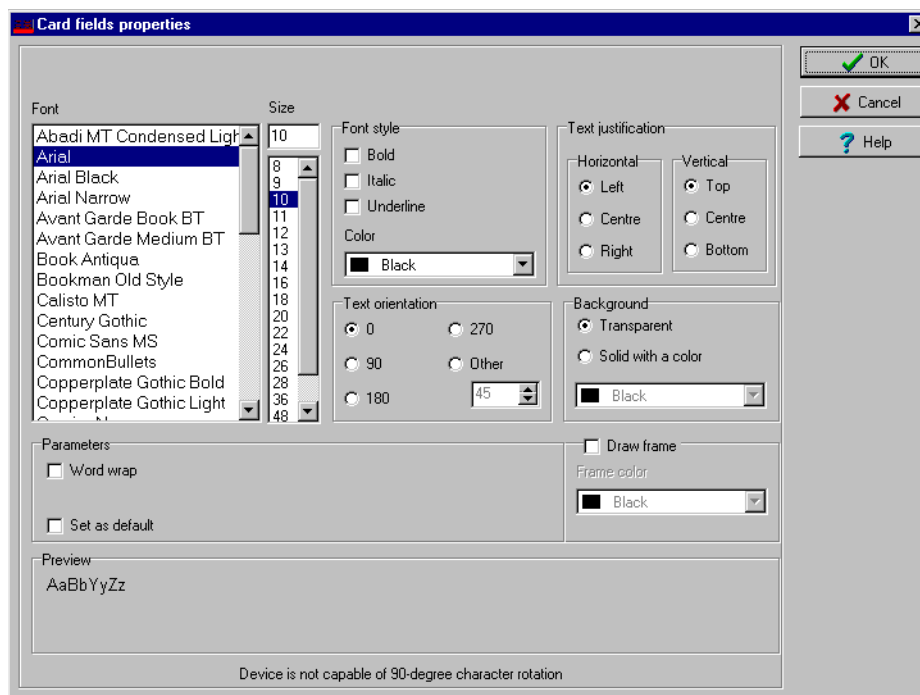 Card fields properties
OK
Cancel
Help
Font
Abadi MT Condensed Ligh
Arial
Arial Black
Arial Narrow
Avant Garde Book BT
Avant Garde Medium BT
Book Antiqua
Bookman Old Style
Calisto MT
Century Gothic
Comic Sans MS
CommonBullets
Copperplate Gothic Bold
Copperplate Gothic Light
Size
10
8
9
10
11
12
13
14
16
18
20
22
24
26
28
36
48
Font style
Bold
Italic
Underline
Color
Black
Text justification
Horizontal
Left
Centre
Right
Vertical
Top
Centre
Bottom
Text orientation
0
90
180
270
Other
45
Background
Transparent
Solid with a color
Black
Parameters
Word wrap
Set as default
Draw frame
Frame color
Black
Preview
AaBbYyZz
Device is not capable of 90-degree character rotation